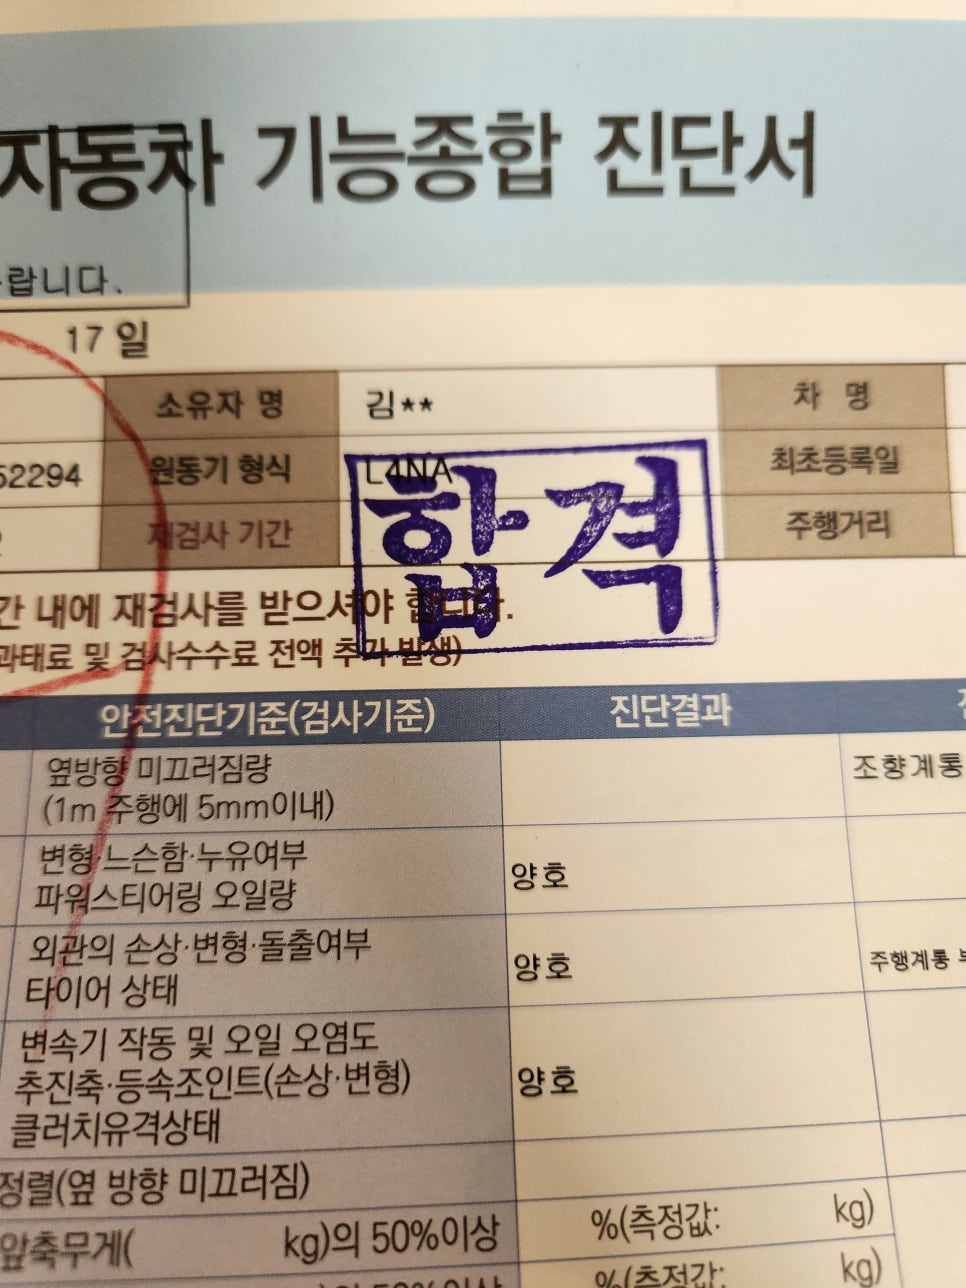 자동차 기능종합 진단서
랍니다.
17 일
소유자 명 김** 차 명
52294 원동기 형식 L4NA 최초등록일
재검사 기간 주행거리
합격
간 내에 재검사를 받으셔야 합니다.
과태료 및 검사수수료 전액 추가 발생)
안전진단기준(검사기준) 진단결과
옆방향 미끄러짐량 조향계통
(1m 주행에 5mm이내)
변형·느슨함·누유여부
파워스티어링 오일량 양호
외관의 손상·변형·돌출여부
타이어 상태 양호 주행계통
변속기 작동 및 오일 오염도
추진축·등속조인트(손상·변형) 양호
클러치유격상태
정렬(옆 방향 미끄러짐)
앞축무게( kg)의 50%이상 %(측정값: kg)
%(측정값: kg)